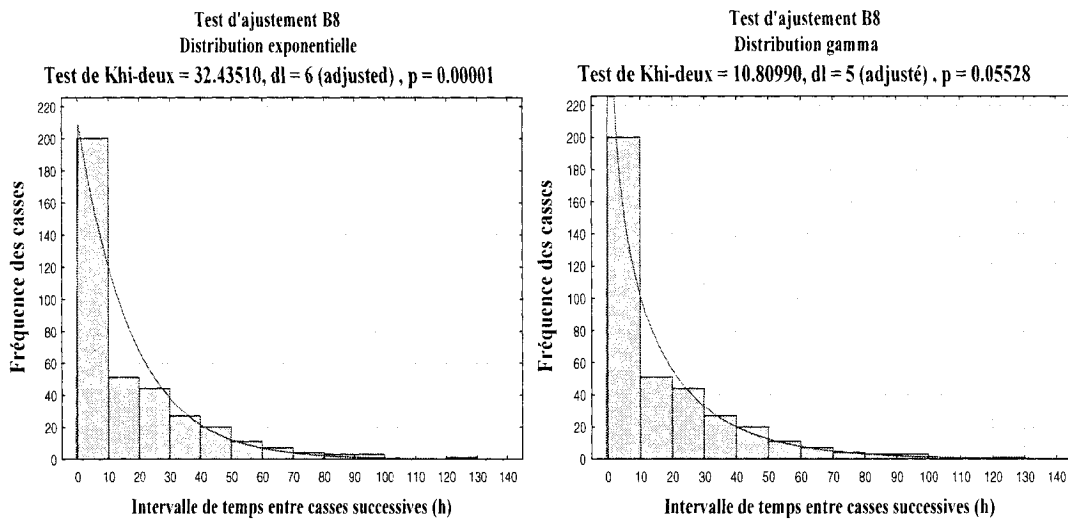 Test d'ajustement B8
Distribution exponentielle
Test de Khi-deux = 32.43510, dl = 6 (adjusted) , p = 0.00001
Fréquence des casses
220
200
180
160
140
120
100
80
60
40
20
0
0 10 20 30 40 50 60 70 80 90 100 110 120 130 140
Intervalle de temps entre casses successives (h)
Test d'ajustement B8
Distribution gamma
Test de Khi-deux = 10.80990, dl = 5 (adjusté) , p = 0.05528
Fréquence des casses
220
200
180
160
140
120
100
80
60
40
20
0
0 10 20 30 40 50 60 70 80 90 100 110 120 130 140
Intervalle de temps entre casses successives (h)